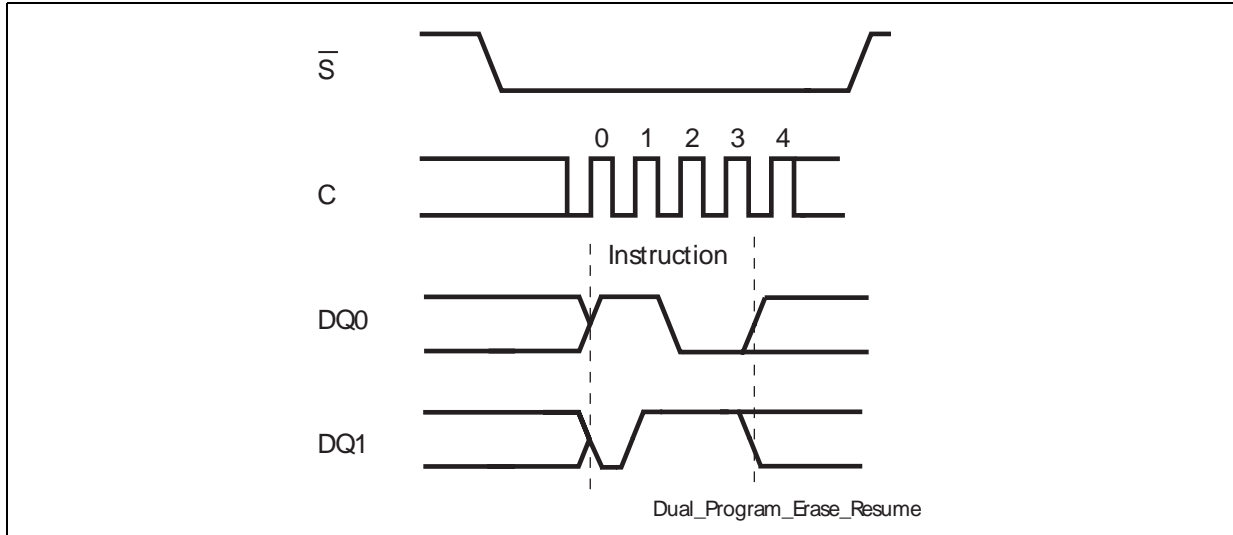 S
0 1 2 3 4
C
Instruction
DQ0
DQ1
Dual_Program_Erase_Resume